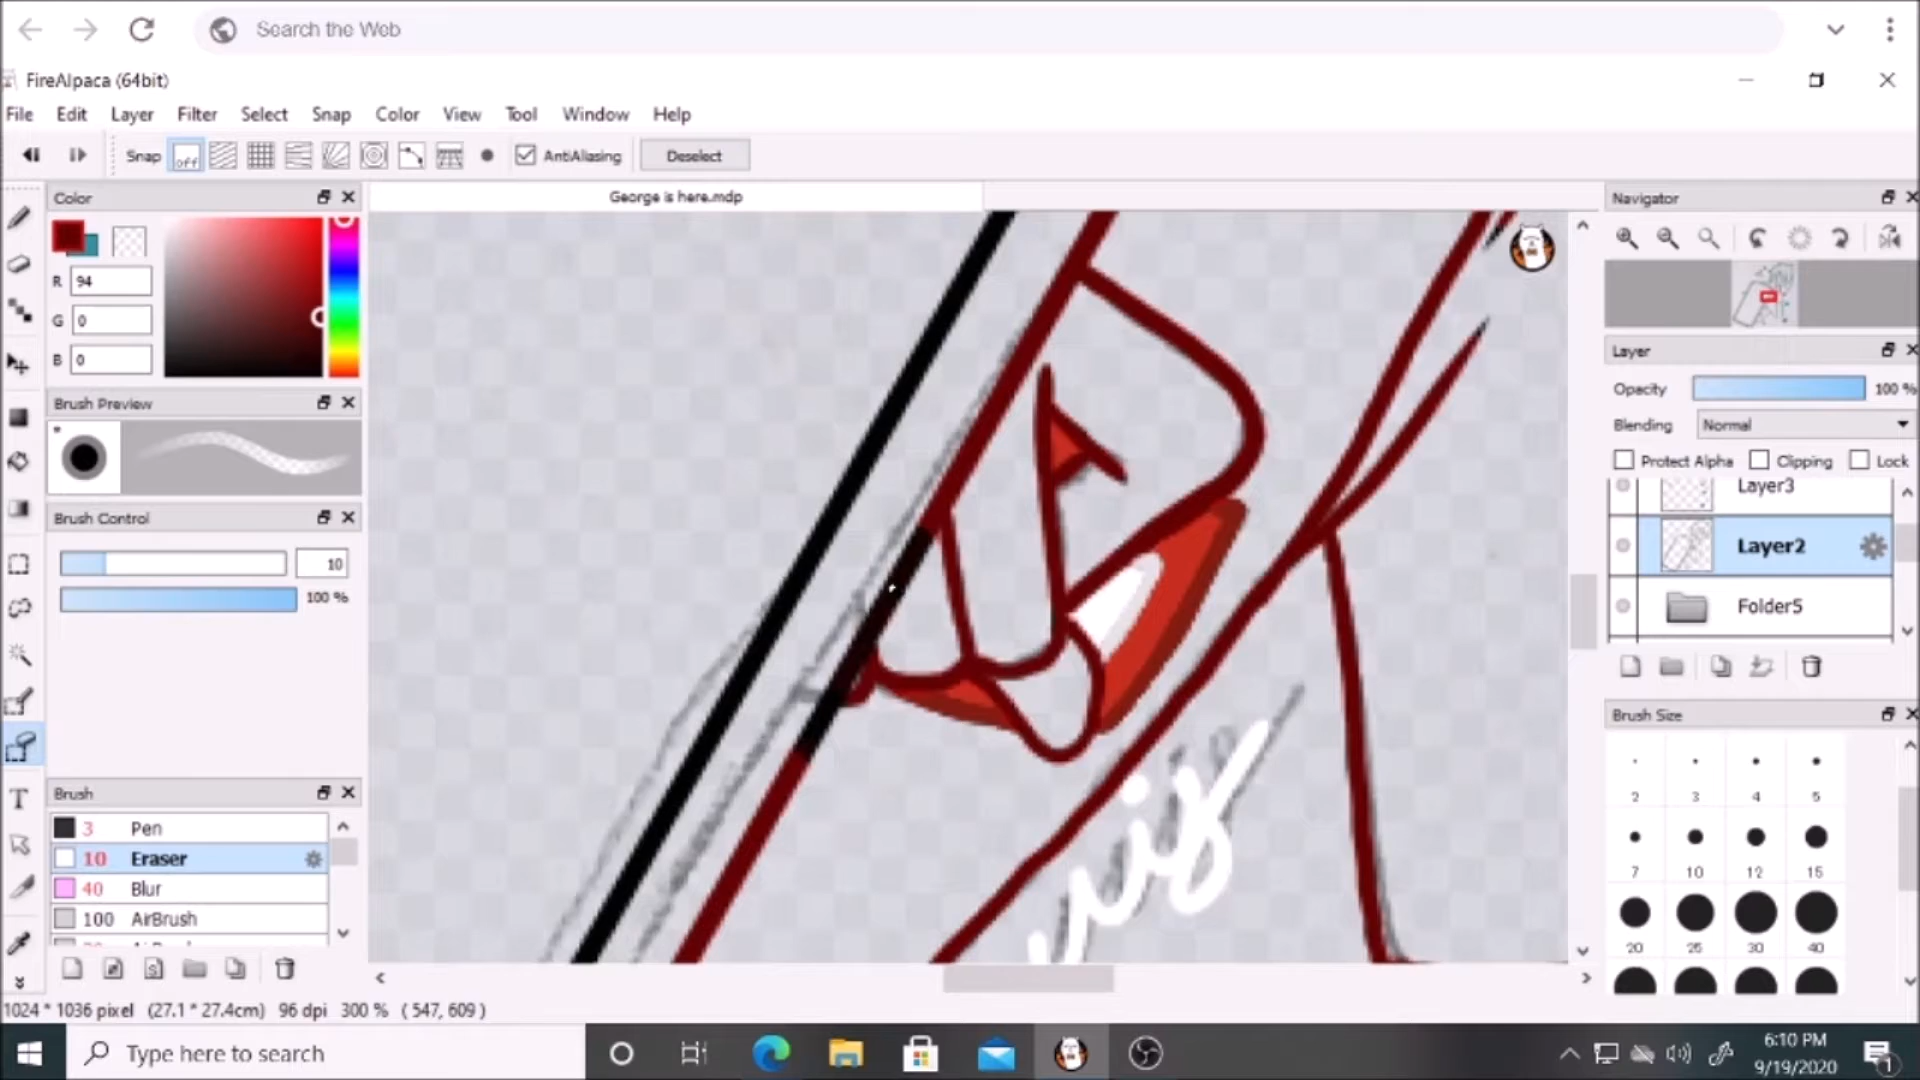 Search the Web
FireAlpaca (64bit)
File Edit Layer Filter Select Snap Color View Tool Window Help
Snap off AntiAliasing Deselect
Color
George is here.mdp
Navigator
R 94
G 0
B 0
Layer
Opacity 100 %
Blending Normal
Protect Alpha Clipping Lock
Layer3
Layer2
Folder5
Brush Preview
Brush Control
10
100 %
Brush Size
2 3 4 5
7 10 12 15
20 25 30 40
Brush
3 Pen
10 Eraser
40 Blur
100 AirBrush
1024 * 1036 pixel (27.1 * 27.4cm) 96 dpi 300 % ( 547, 609 )
Type here to search
6:10 PM
9/19/2020
1